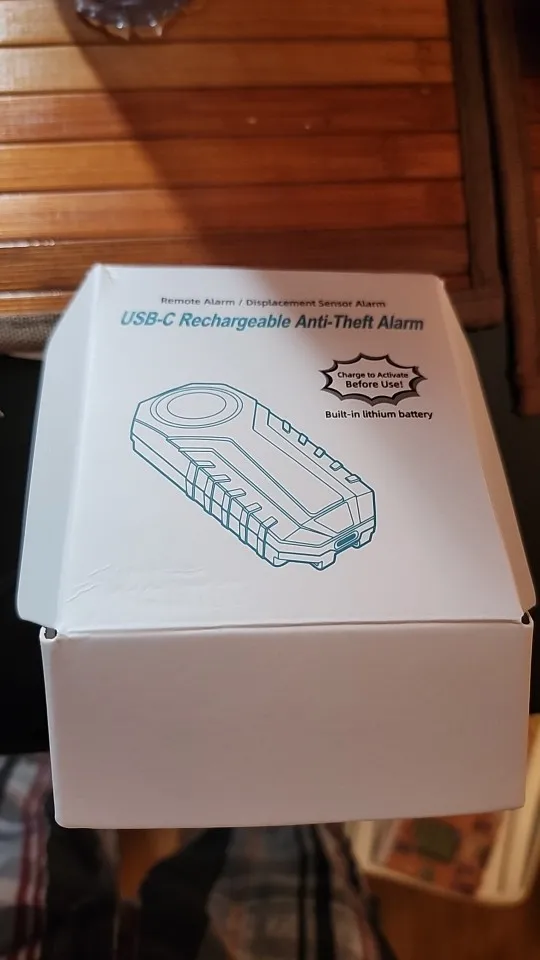 Remote Alarm / Displacement Sensor Alarm
USB-C Rechargeable Anti-Theft Alarm
Charge to Activate
Before Use!
Built-in lithium battery